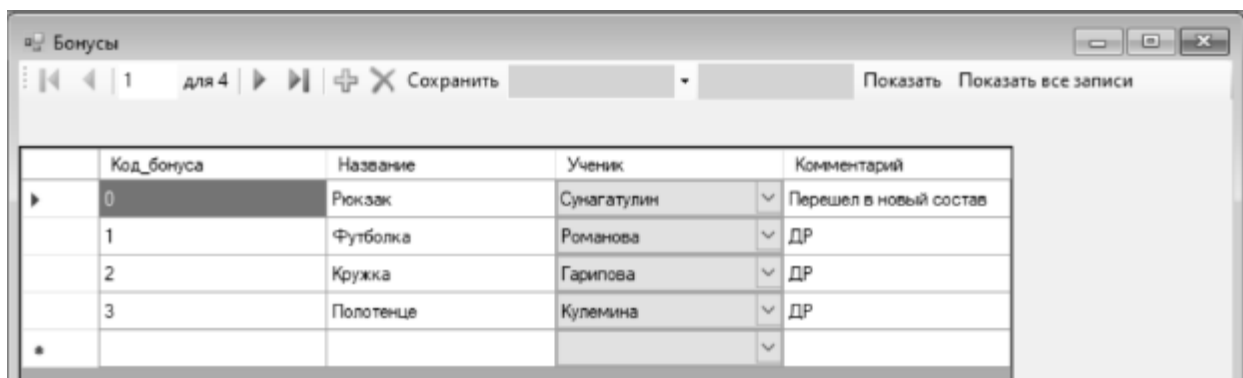 Бонусы
1 для 4 Сохранить Показать Показать все записи
Код_бонуса Название Ученик Комментарий
0 Рюкзак Сунагатулин Перешел в новый состав
1 Футболка Романова ДР
2 Кружка Гарипова ДР
3 Полотенце Кулемина ДР